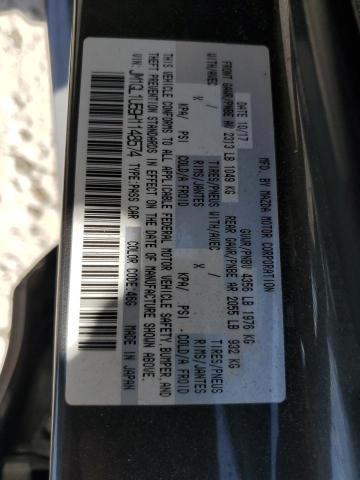 MFD. BY MAZDA MOTOR CORPORATION
DATE: 10/17 GVWR/PNBV 4356 LB 1976 KG
FRONT GAWR/PNBE AV 2313 LB 1049 KG REAR GAWR/PNBE AR 2055 LB 932 KG
WITH/AVEC TIRES/PNEUS WITH/AVEC TIRES/PNEUS
X RIMS/JANTES X RIMS/JANTES
KPA/ PSI -COLD/A FROID KPA/ PSI -COLD/A FROID
THIS VEHICLE CONFORMS TO ALL APPLICABLE FEDERAL MOTOR VEHICLE SAFETY, BUMPER, AND THEFT
PREVENTION STANDARDS IN EFFECT ON THE DATE OF MANUFACTURE SHOWN ABOVE.
VIN: TYPE: PASS CAR COLOR CODE: 46G MADE IN JAPAN